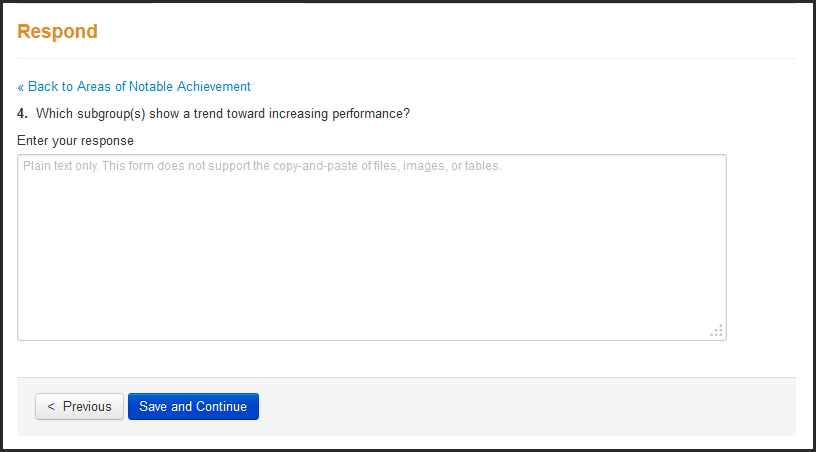 Respond
« Back to Areas of Notable Achievement
4. Which subgroup(s) show a trend toward increasing performance?
Enter your response
Plain text only. This form does not support the copy-and-paste of files, images, or tables.
< Previous Save and Continue